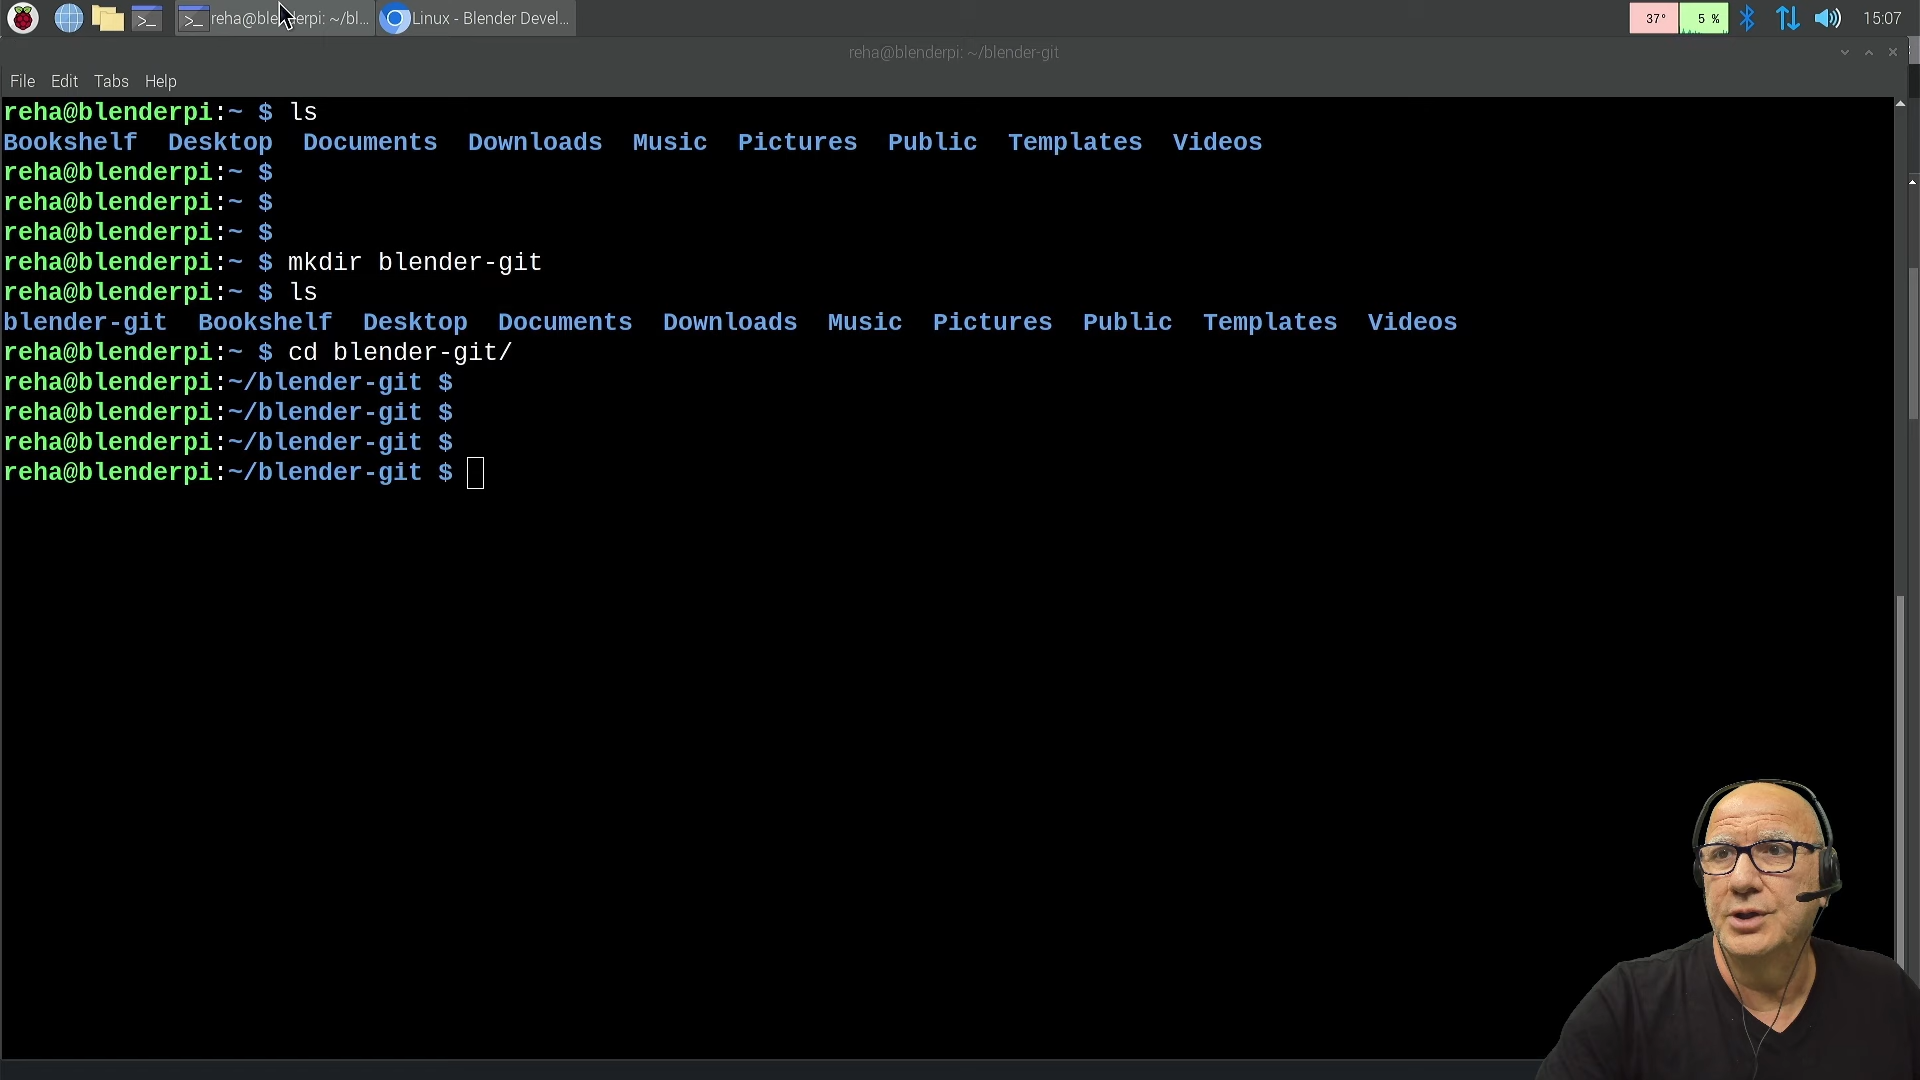 reha@blenderpi: ~/bl...
Linux - Blender Devel...
37°
5 %
15:07
reha@blenderpi: ~/blender-git
File Edit Tabs Help
reha@blenderpi:~ $ ls
Bookshelf Desktop Documents Downloads Music Pictures Public Templates Videos
reha@blenderpi:~ $
reha@blenderpi:~ $
reha@blenderpi:~ $
reha@blenderpi:~ $ mkdir blender-git
reha@blenderpi:~ $ ls
blender-git Bookshelf Desktop Documents Downloads Music Pictures Public Templates Videos
reha@blenderpi:~ $ cd blender-git/
reha@blenderpi:~/blender-git $
reha@blenderpi:~/blender-git $
reha@blenderpi:~/blender-git $
reha@blenderpi:~/blender-git $